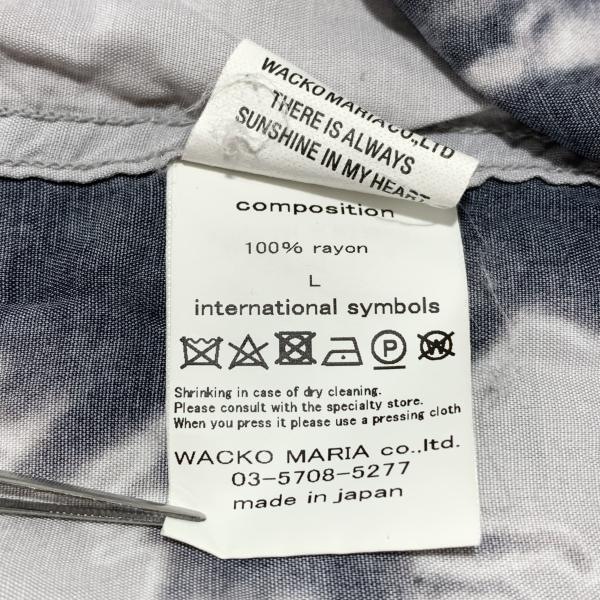 WACKO MARIA CO.,LTD
THERE IS ALWAYS
SUNSHINE IN MY HEART
composition
100% rayon
L
international symbols
P W
Shrinking in case of dry cleaning.
Please consult with the specialty store.
When you press it please use a pressing cloth
WACKO MARIA co.,ltd.
03-5708-5277
made in japan